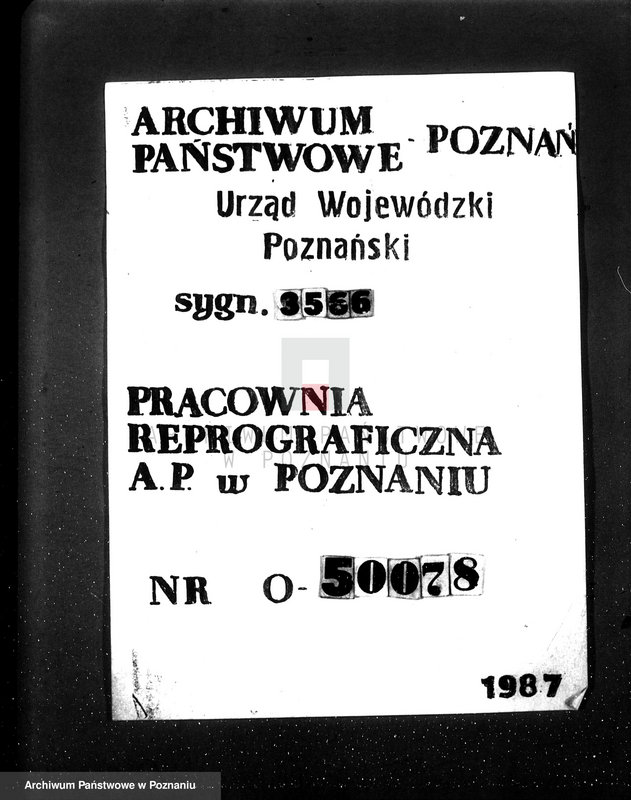 ARCHIWUM
PAŃSTWOWE - POZNAŃ
Urząd Wojewódzki
Poznański
sygn. 3566
PRACOWNIA
REPROGRAFICZNA
A.P. w POZNANIU
NR O-50078
1987
Archiwum Państwowe w Poznaniu